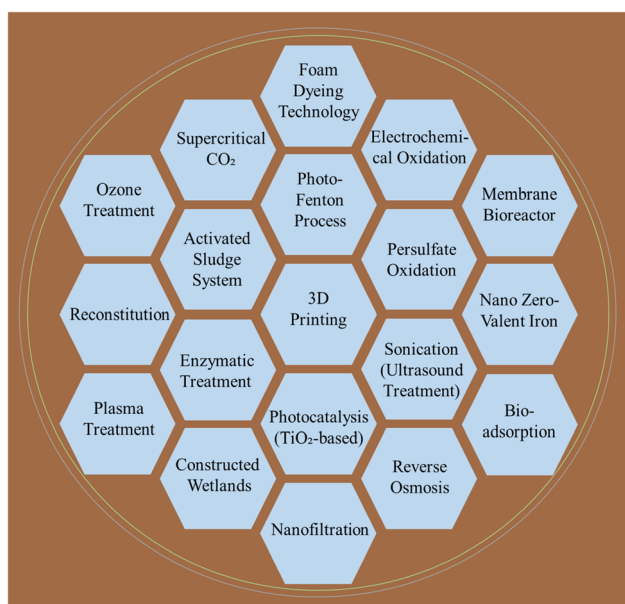 Foam
Dyeing
Technology
Supercritical
CO₂
Electrochemi-
cal Oxidation
Ozone
Treatment
Photo-
Fenton
Process
Membrane
Bioreactor
Activated
Sludge
System
Persulfate
Oxidation
Reconstitution
3D
Printing
Nano Zero-
Valent Iron
Enzymatic
Treatment
Sonication
(Ultrasound
Treatment)
Plasma
Treatment
Photocatalysis
(TiO₂-based)
Bio-
adsorption
Constructed
Wetlands
Reverse
Osmosis
Nanofiltration